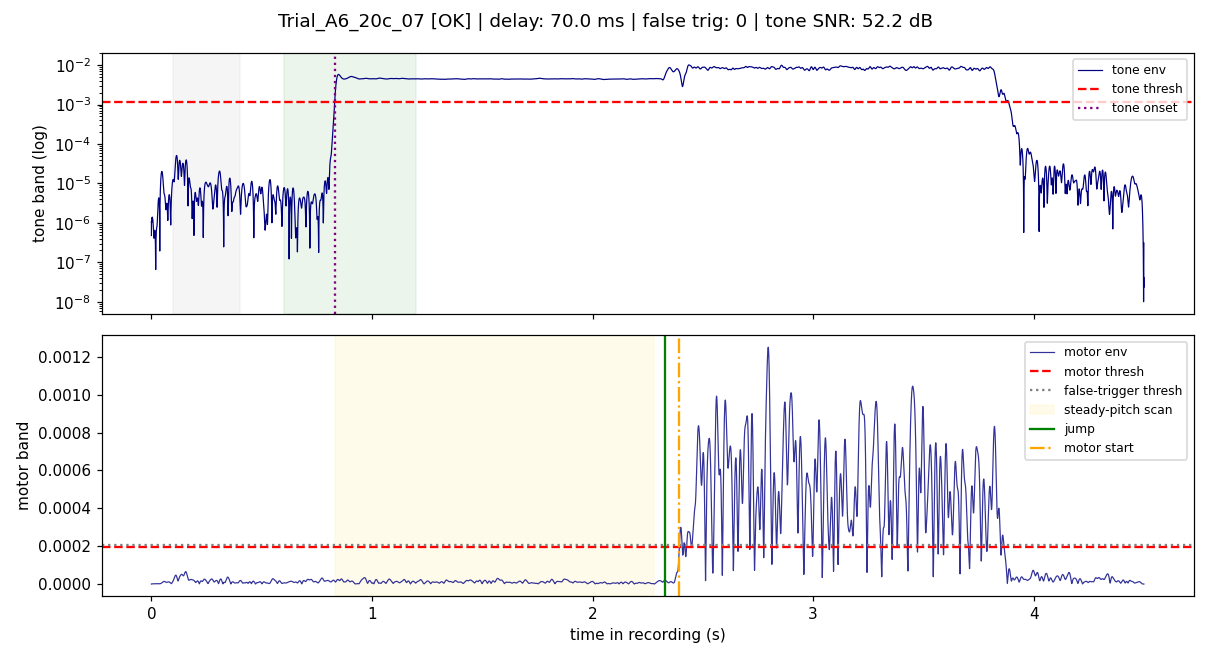 Trial_A6_20c_07 [OK] | delay: 70.0 ms | false trig: 0 | tone SNR: 52.2 dB
tone band (log)
10⁻²
10⁻³
10⁻⁴
10⁻⁵
10⁻⁶
10⁻⁷
10⁻⁸
tone env
tone thresh
tone onset
motor band
0.0012
0.0010
0.0008
0.0006
0.0004
0.0002
0.0000
motor env
motor thresh
false-trigger thresh
steady-pitch scan
jump
motor start
0 1 2 3 4
time in recording (s)